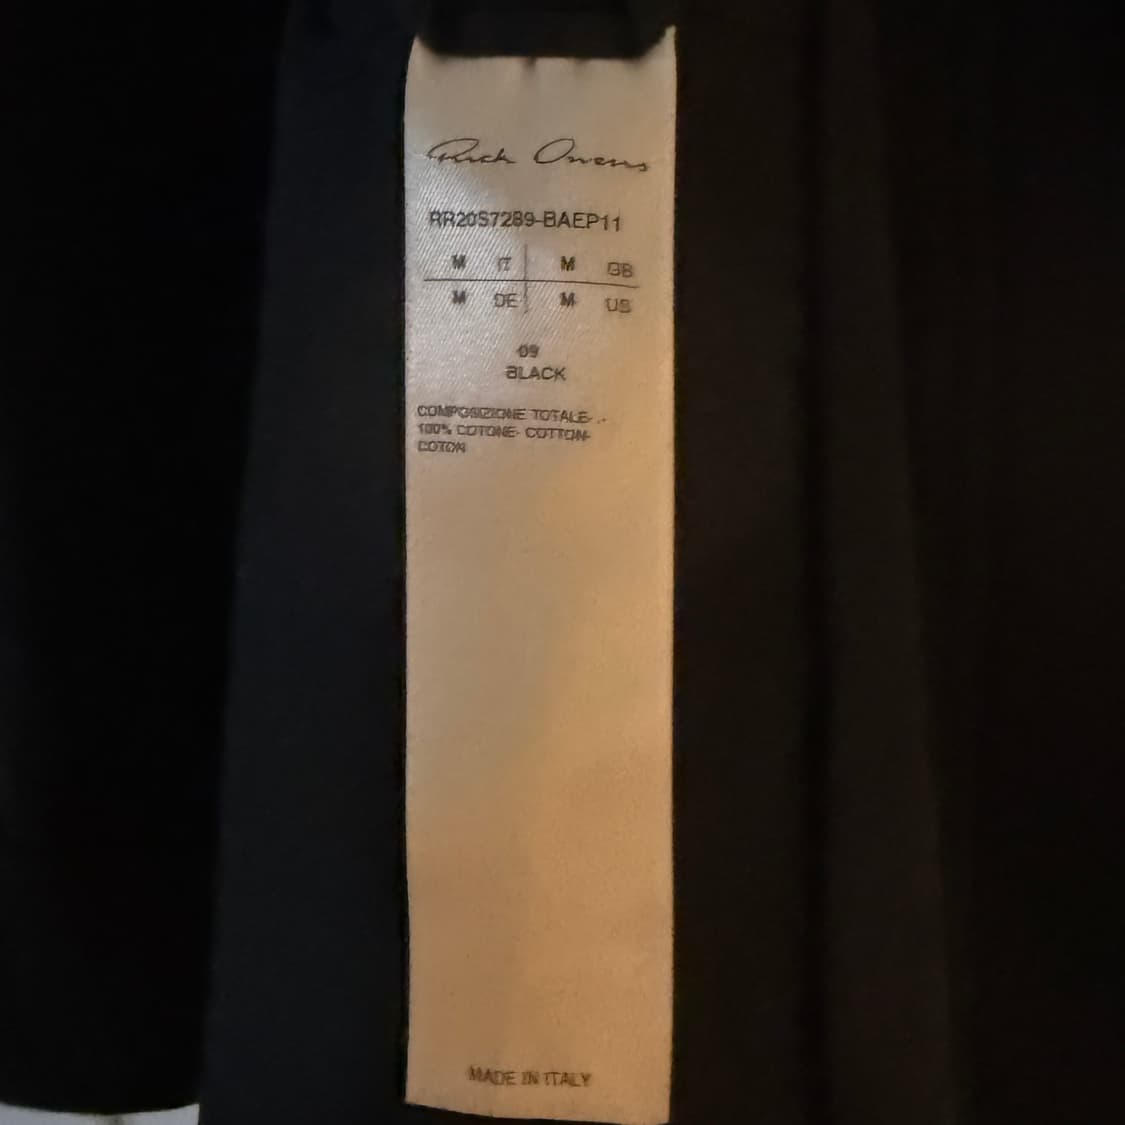 Rick Owens
RR20S7289-BAEP11
M IT M GB
M DE M US
09
BLACK
COMPOSIZIONE TOTALE- .-
100% COTONE- COTTON-
COTON
MADE IN ITALY